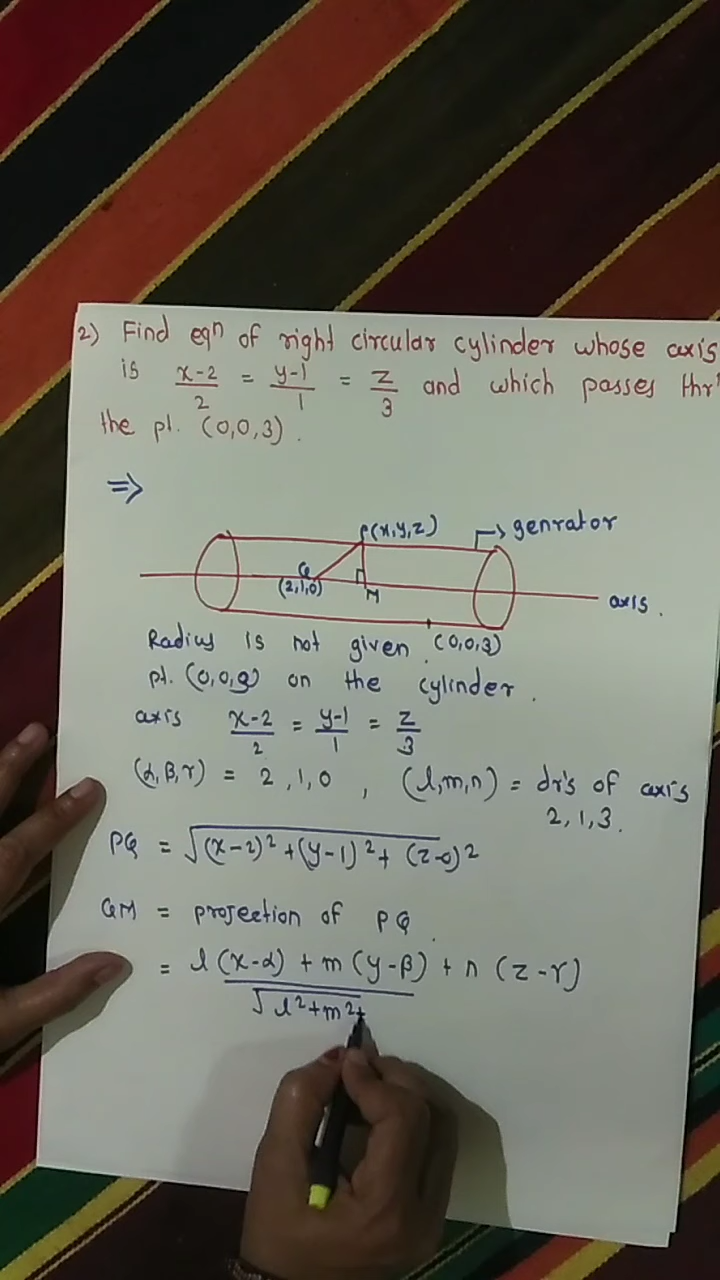 2) Find eqn of right circular cylinder whose axis
is x-2/2 = y-1/1 = z/3 and which passes thr'
the pt. (0,0,3).
⇒
P(x,y,z) → genrator
Q
(2,1,0) M
axis.
Radius is not given. (0,0,3)
pt. (0,0,3) on the cylinder.
axis x-2/2 = y-1/1 = z/3
(α,β,γ) = 2,1,0 , (l,m,n) = dr's of axis
2,1,3.
PQ = √(x-2)² + (y-1)² + (z-0)²
QM = projection of PQ.
= l(x-α) + m(y-β) + n(z-γ)
√l²+m²+